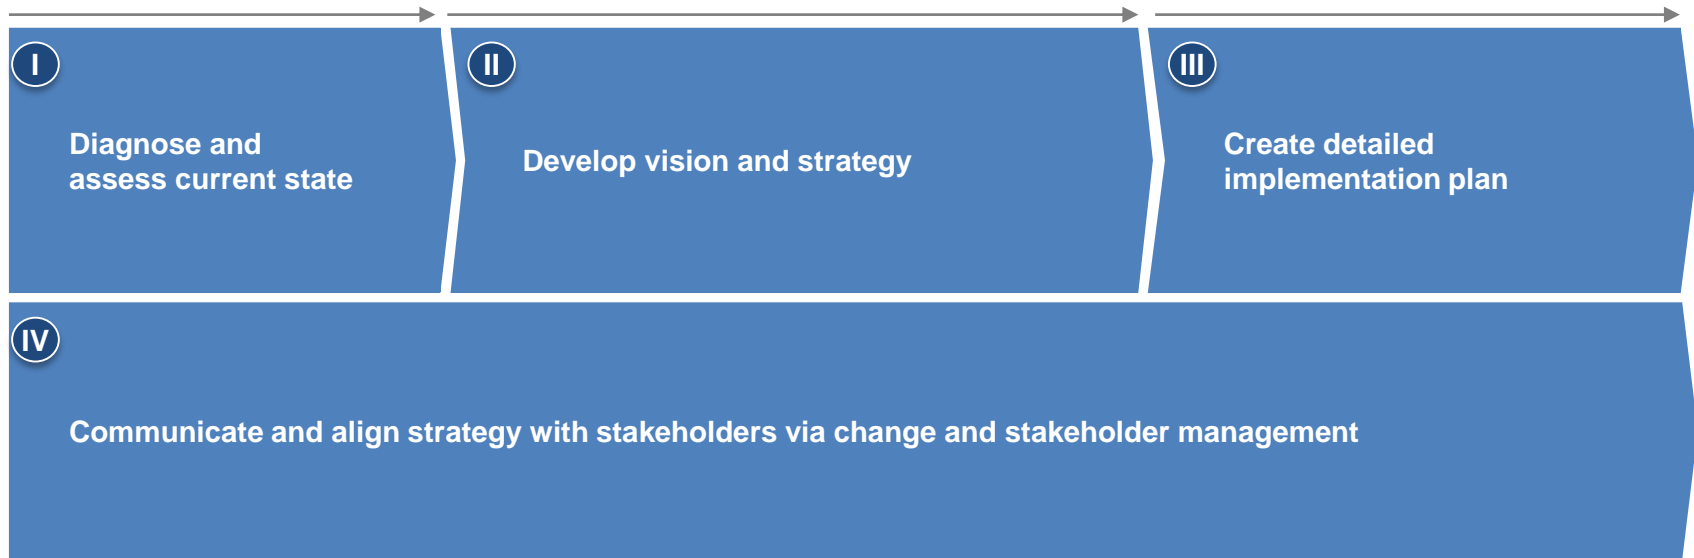 I
II
III
Diagnose and
assess current state
Develop vision and strategy
Create detailed
implementation plan
IV
Communicate and align strategy with stakeholders via change and stakeholder management